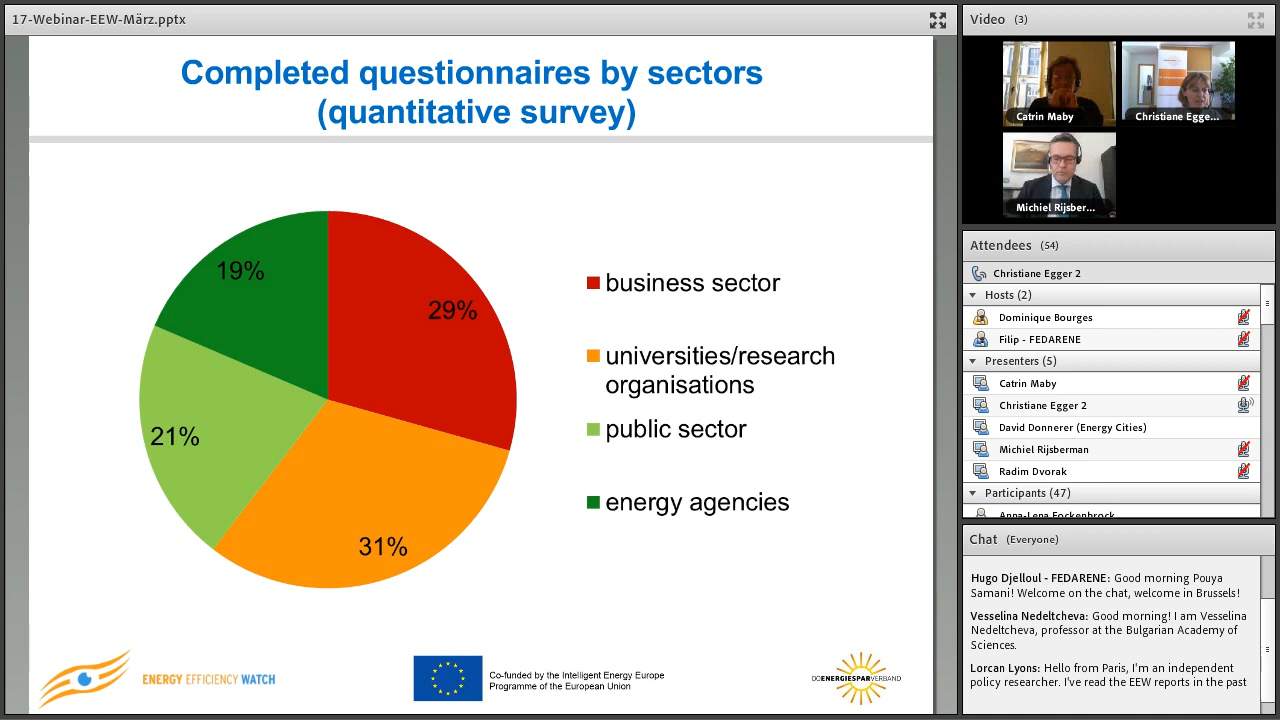 17-Webinar-EEW-März.pptx
Completed questionnaires by sectors
(quantitative survey)
19%
29%
21%
31%
business sector
universities/research
organisations
public sector
energy agencies
ENERGY EFFICIENCY WATCH
Co-funded by the Intelligent Energy Europe
Programme of the European Union
OÖENERGIESPARVERBAND
Video (3)
Catrin Maby
Christiane Egge...
Michiel Rijsber...
Attendees (54)
Christiane Egger 2
Hosts (2)
Dominique Bourges
Filip - FEDARENE
Presenters (5)
Catrin Maby
Christiane Egger 2
David Donnerer (Energy Cities)
Michiel Rijsberman
Radim Dvorak
Participants (47)
Anna-Lena Fockenbrock
Chat (Everyone)
Hugo Djelloul - FEDARENE: Good morning Pouya
Samani! Welcome on the chat, welcome in Brussels!
Vesselina Nedeltcheva: Good morning! I am Vesselina
Nedeltcheva, professor at the Bulgarian Academy of
Sciences.
Lorcan Lyons: Hello from Paris, I'm an independent
policy researcher. I've read the EEW reports in the past